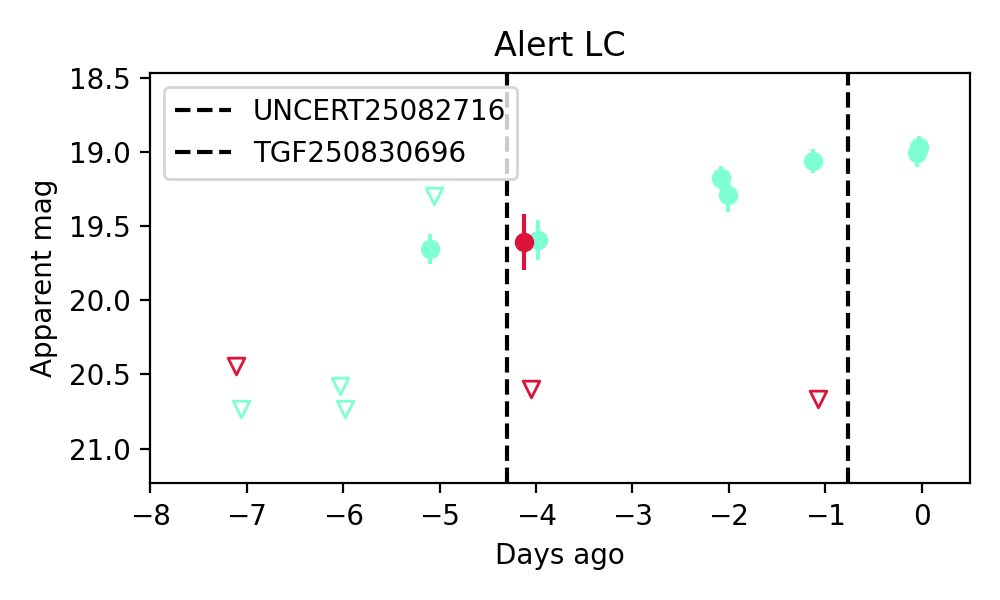 Alert LC
UNCERT25082716
TGF250830696
Apparent mag
18.5
19.0
19.5
20.0
20.5
21.0
−8 −7 −6 −5 −4 −3 −2 −1 0
Days ago